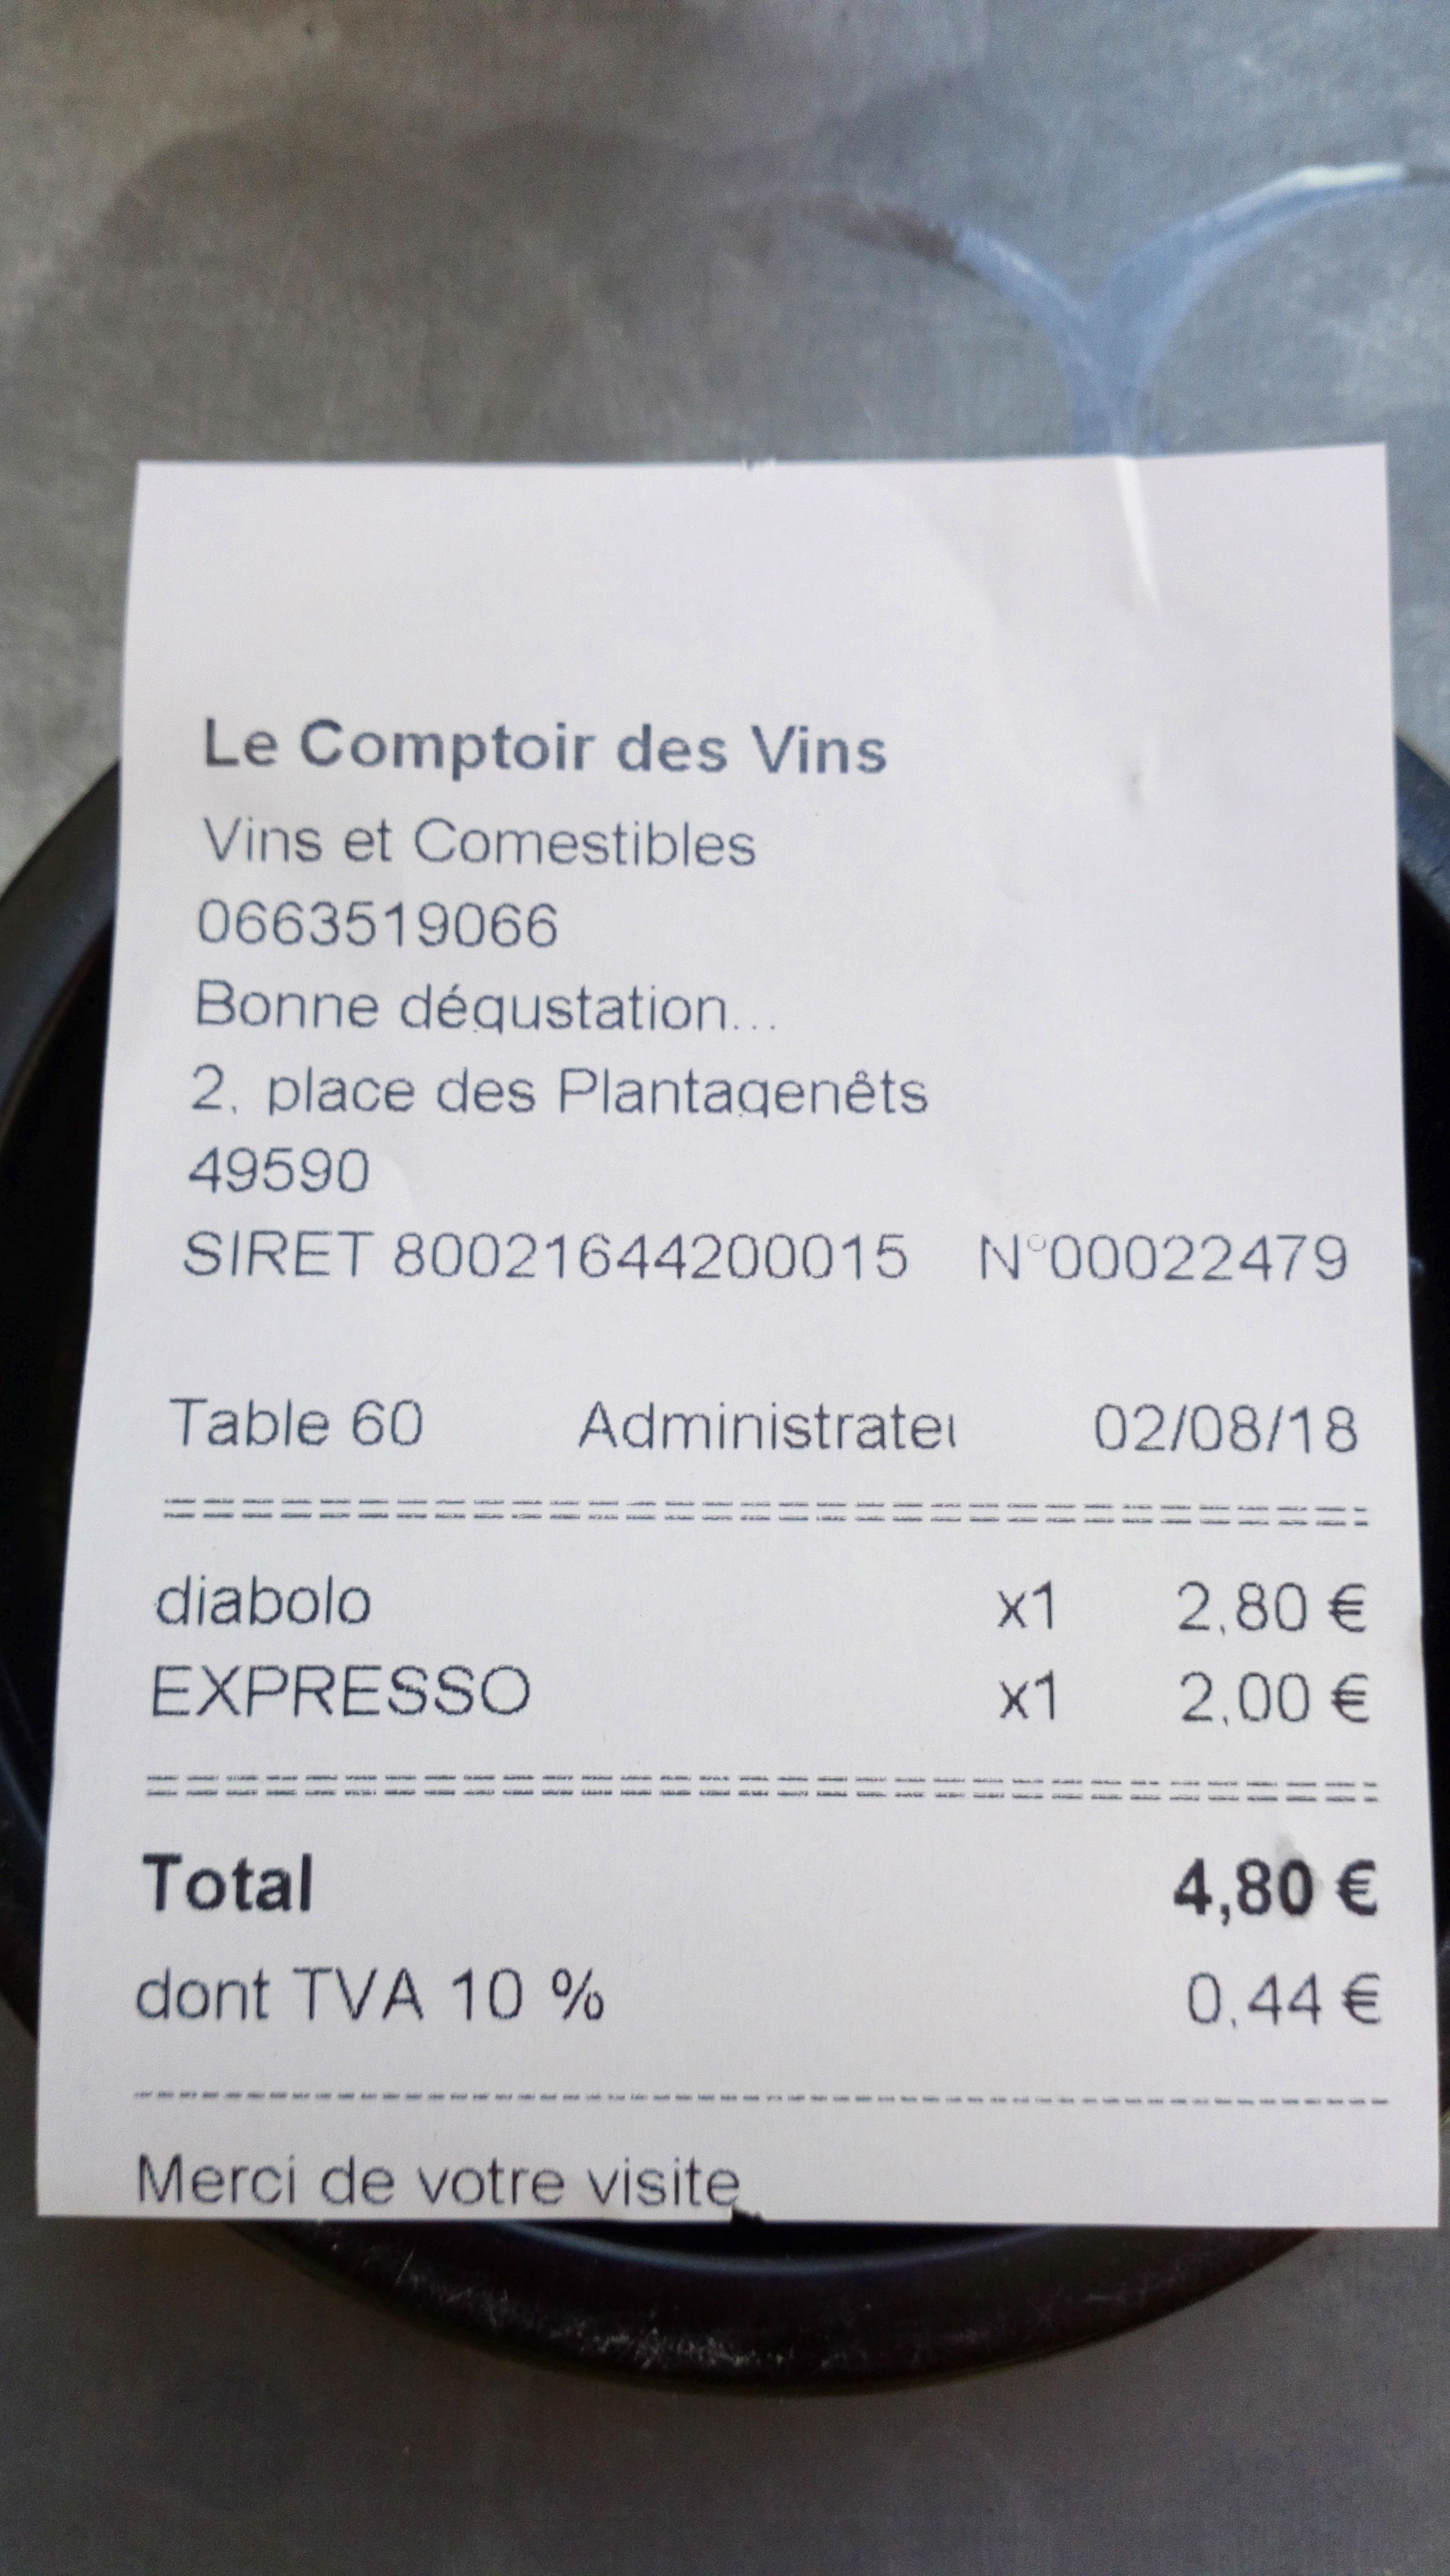 Le Comptoir des Vins
Vins et Comestibles
0663519066
Bonne dégustation...
2, place des Plantagenêts
49590
SIRET 80021644200015 N°00022479
Table 60 Administrateı 02/08/18
diabolo x1 2,80 €
EXPRESSO x1 2,00 €
Total 4,80 €
dont TVA 10 % 0,44 €
Merci de votre visite